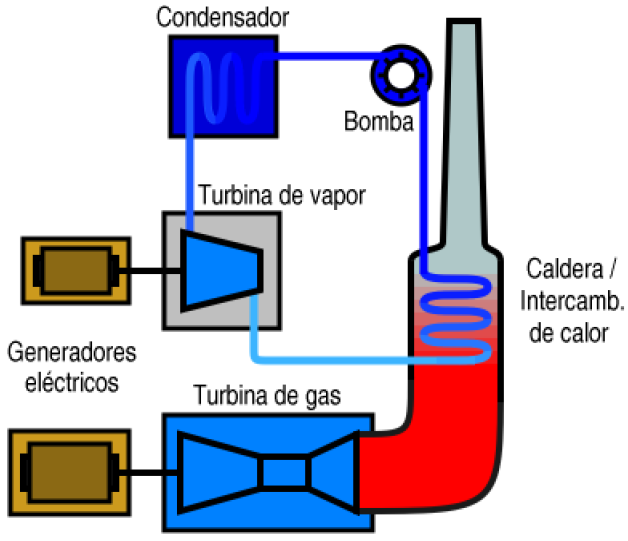 Condensador
Bomba
Turbina de vapor
Caldera /
Intercamb.
de calor
Generadores
eléctricos
Turbina de gas